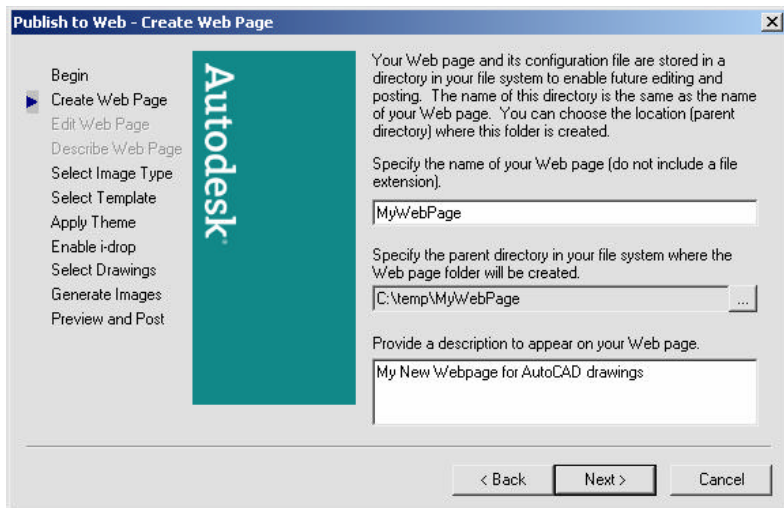 Publish to Web - Create Web Page
Begin
Create Web Page
Edit Web Page
Describe Web Page
Select Image Type
Select Template
Apply Theme
Enable i-drop
Select Drawings
Generate Images
Preview and Post
Autodesk
Your Web page and its configuration file are stored in a
directory in your file system to enable future editing and
posting. The name of this directory is the same as the name
of your Web page. You can choose the location (parent
directory) where this folder is created.
Specify the name of your Web page (do not include a file
extension).
MyWebPage
Specify the parent directory in your file system where the
Web page folder will be created.
C:\temp\MyWebPage
...
Provide a description to appear on your Web page.
My New Webpage for AutoCAD drawings
< Back
Next >
Cancel